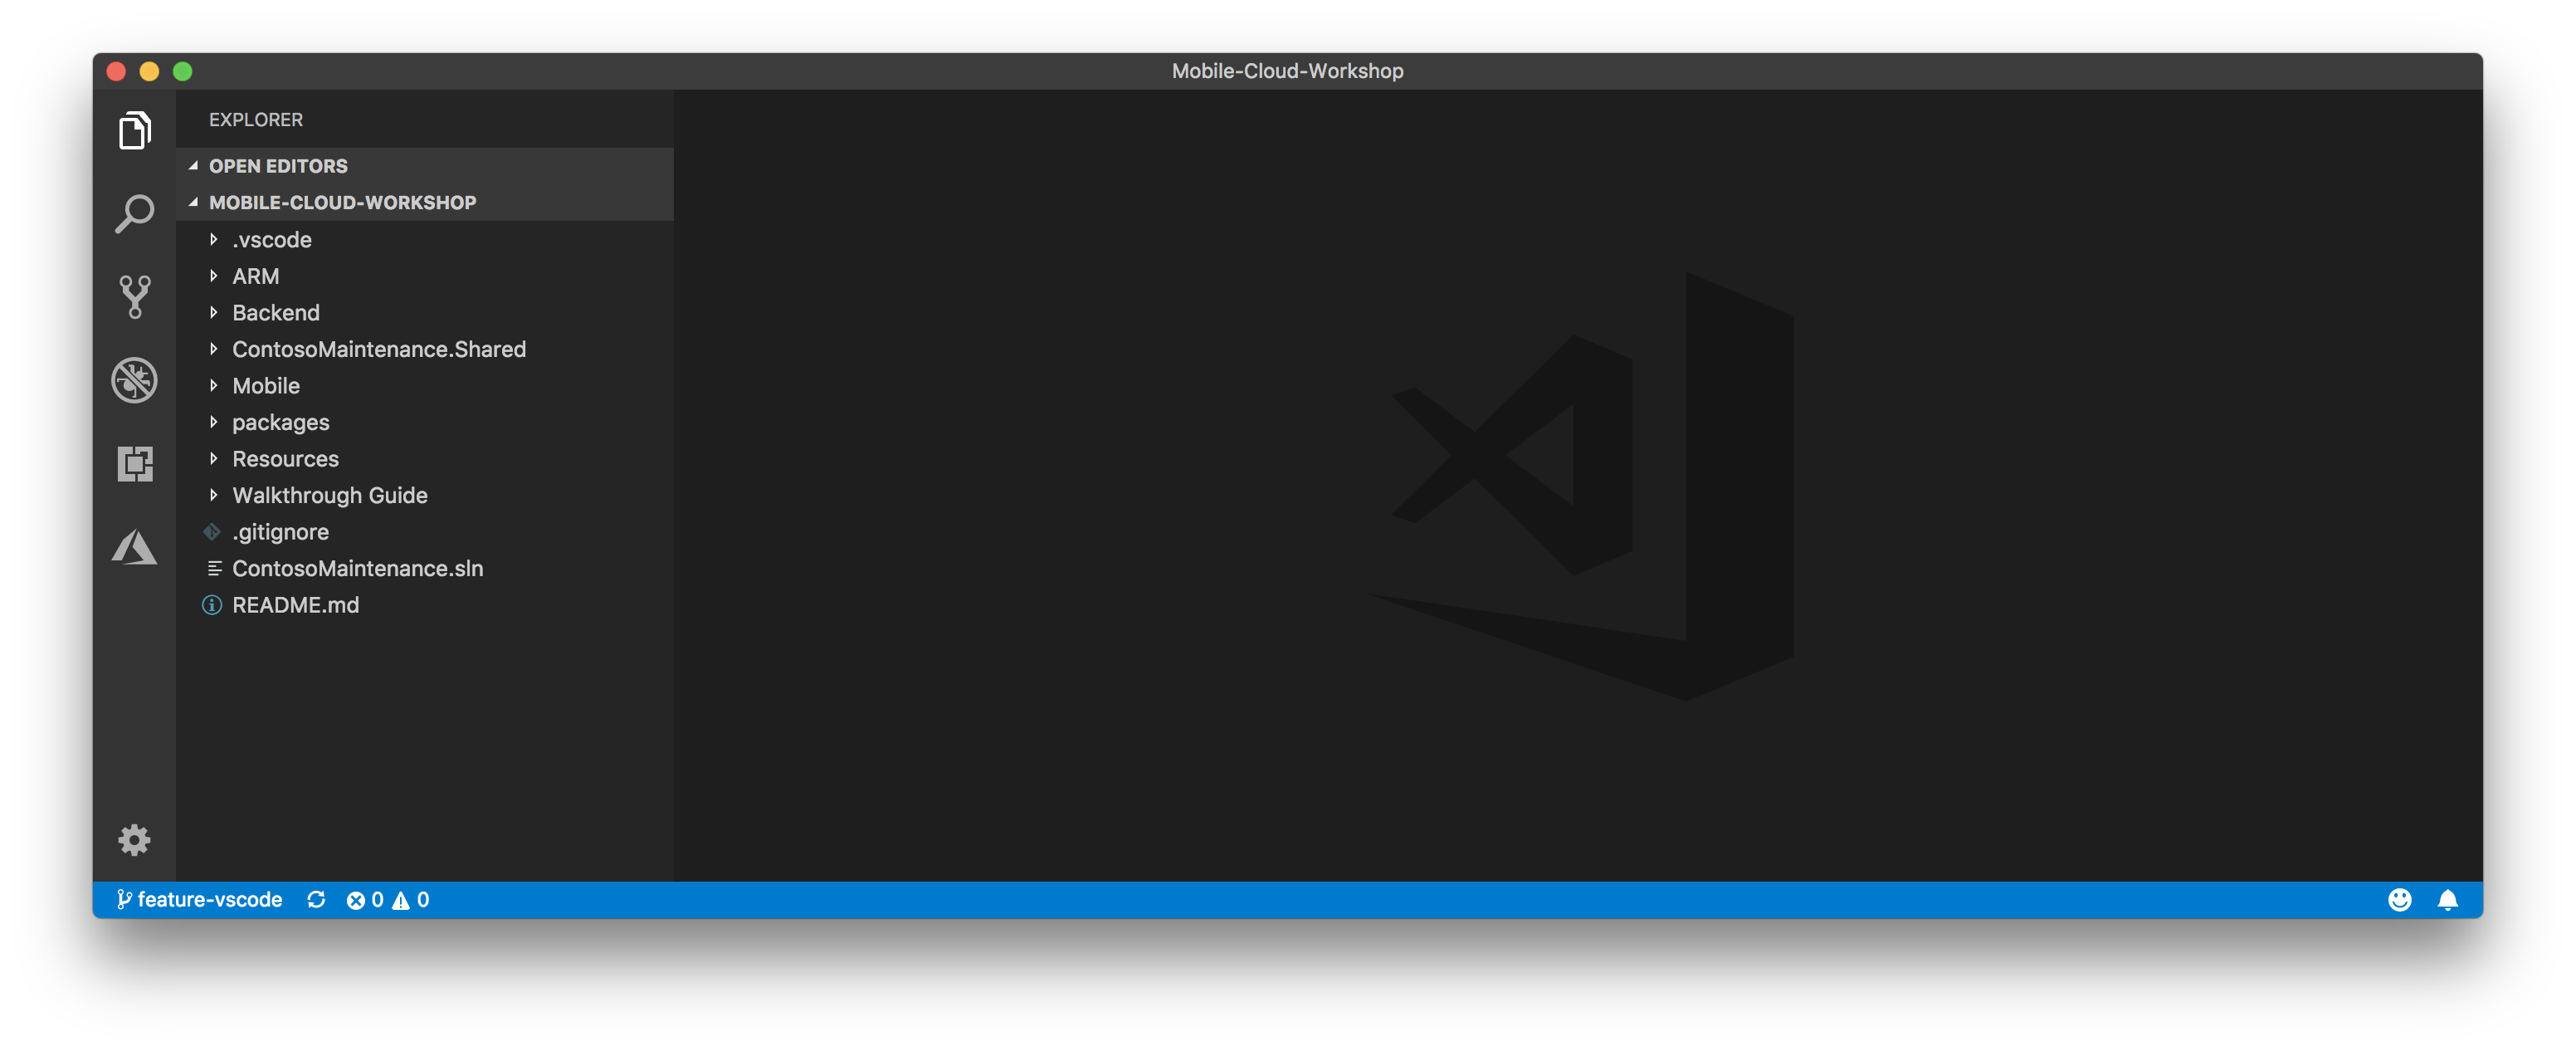 Mobile-Cloud-Workshop
EXPLORER
OPEN EDITORS
MOBILE-CLOUD-WORKSHOP
.vscode
ARM
Backend
ContosoMaintenance.Shared
Mobile
packages
Resources
Walkthrough Guide
.gitignore
ContosoMaintenance.sln
README.md
feature-vscode 0 0